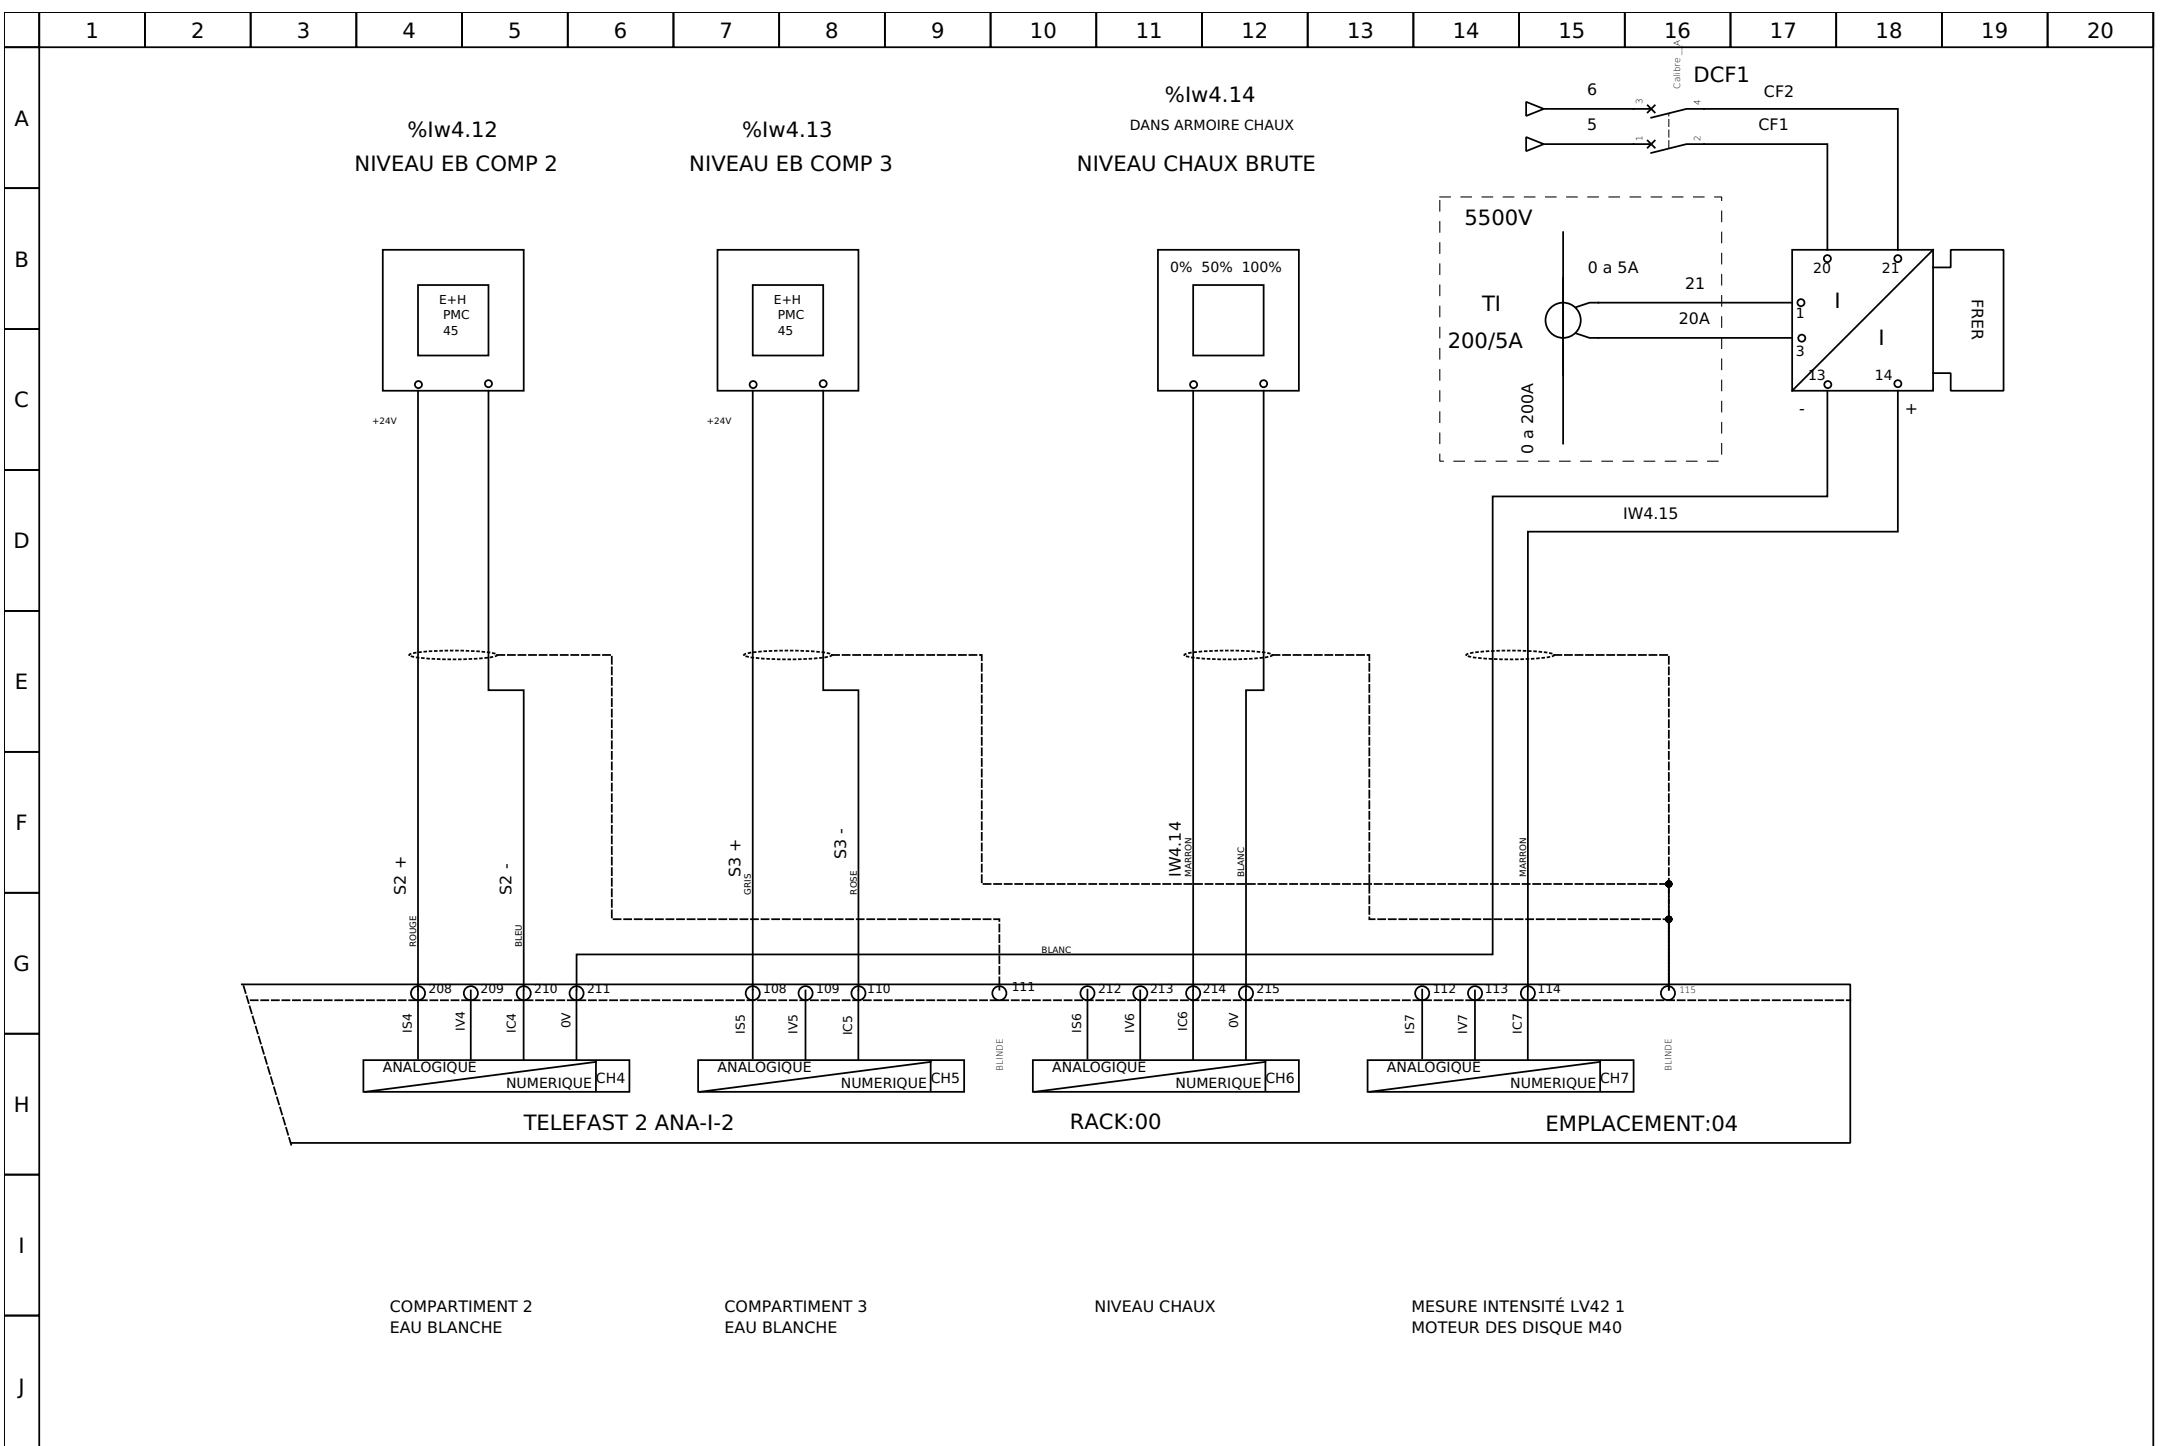 1 2 3 4 5 6 7 8 9 10 11 12 13 14 15 16 17 18 19 20
A
B
C
D
E
F
G
H
I
J
%Iw4.12
NIVEAU EB COMP 2
%Iw4.13
NIVEAU EB COMP 3
%Iw4.14
DANS ARMOIRE CHAUX
NIVEAU CHAUX BRUTE
Calibre _A
DCF1
6
3
4
CF2
5
1
2
CF1
E+H
PMC
45
+24V
E+H
PMC
45
+24V
0% 50% 100%
5500V
0 a 5A
TI
200/5A
0 a 200A
21
20A
20
21
1
3
I
I
13
14
-
+
FRER
IW4.15
S2 +
ROUGE
S2 -
BLEU
S3 +
GRIS
S3 -
ROSE
IW4.14
MARRON
BLANC
MARRON
BLANC
208 209 210 211
108 109 110
111
212 213 214 215
112 113 114
115
IS4
IV4
IC4
0V
IS5
IV5
IC5
BLINDE
IS6
IV6
IC6
0V
IS7
IV7
IC7
BLINDE
ANALOGIQUE
NUMERIQUE
CH4
ANALOGIQUE
NUMERIQUE
CH5
ANALOGIQUE
NUMERIQUE
CH6
ANALOGIQUE
NUMERIQUE
CH7
TELEFAST 2 ANA-I-2
RACK:00
EMPLACEMENT:04
COMPARTIMENT 2
EAU BLANCHE
COMPARTIMENT 3
EAU BLANCHE
NIVEAU CHAUX
MESURE INTENSITÉ LV42 1
MOTEUR DES DISQUE M40